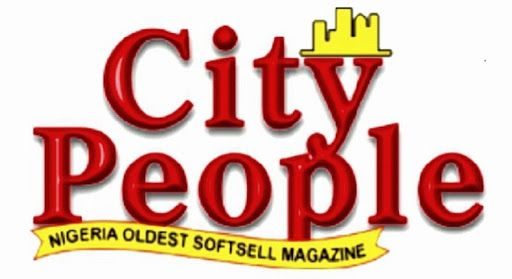 City
People
NIGERIA OLDEST SOFTSELL MAGAZINE